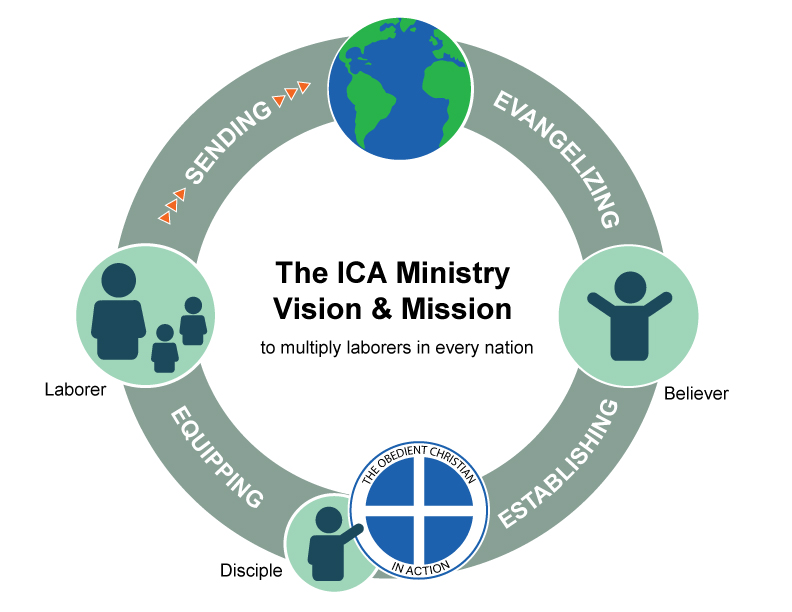 SENDING
EVANGELIZING
The ICA Ministry
Vision & Mission
to multiply laborers in every nation
Laborer
Believer
EQUIPPING
ESTABLISHING
THE OBEDIENT CHRISTIAN
IN ACTION
Disciple